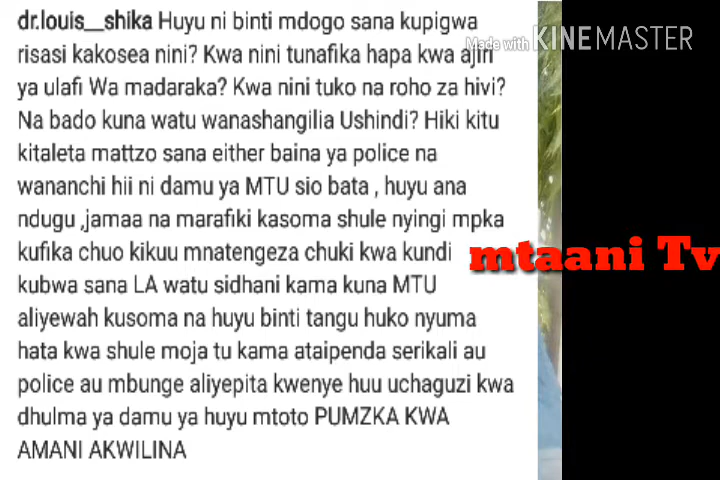 dr.louis__shika Huyu ni binti mdogo sana kupigwa
risasi kakosea nini? Kwa nini tunafika hapa kwa ajiri
ya ulafi Wa madaraka? Kwa nini tuko na roho za hivi?
Na bado kuna watu wanashangilia Ushindi? Hiki kitu
kitaleta mattzo sana either baina ya police na
wananchi hii ni damu ya MTU sio bata , huyu ana
ndugu ,jamaa na marafiki kasoma shule nyingi mpka
kufika chuo kikuu mnatengeza chuki kwa kundi
kubwa sana LA watu sidhani kama kuna MTU
aliyewah kusoma na huyu binti tangu huko nyuma
hata kwa shule moja tu kama ataipenda serikali au
police au mbunge aliyepita kwenye huu uchaguzi kwa
dhulma ya damu ya huyu mtoto PUMZKA KWA
AMANI AKWILINA
Made with KINEMASTER
mtaani Tv